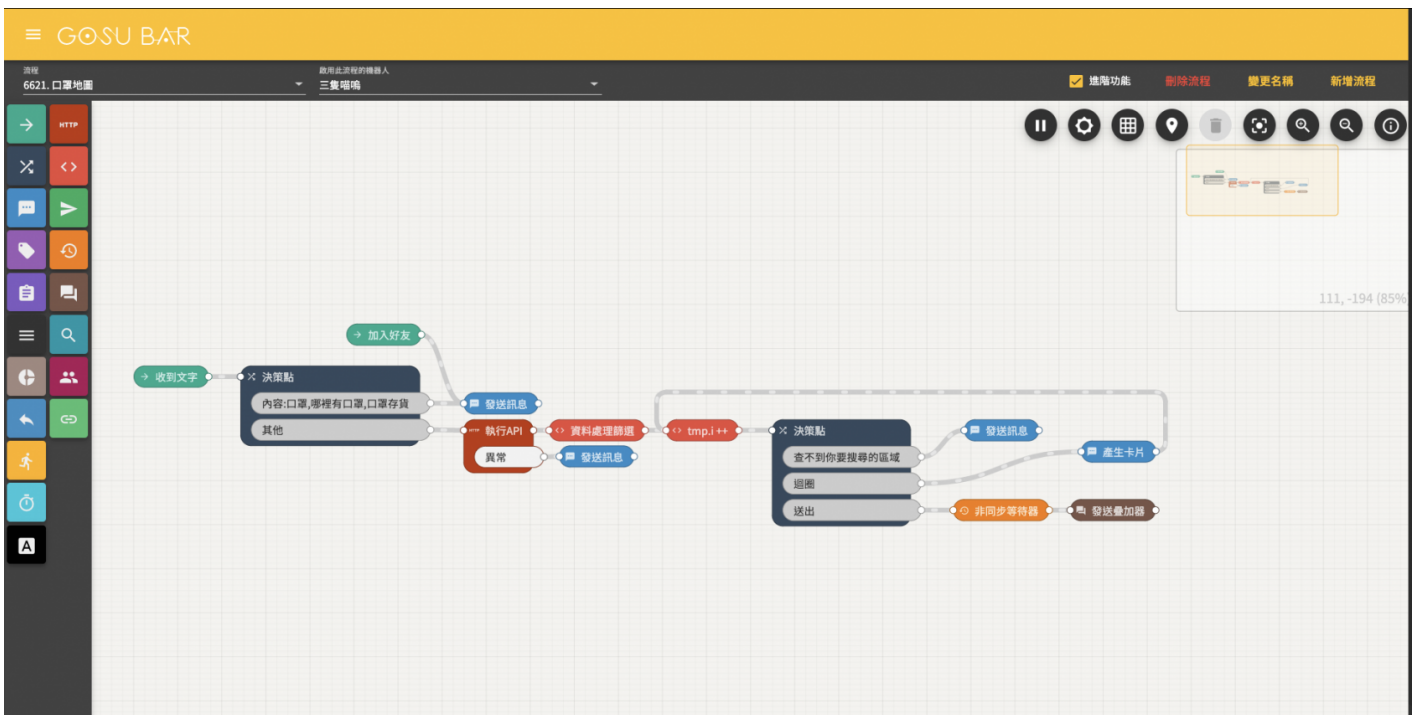 GOSU BAR
流程
6621. 口罩地圖
啟用此流程的機器人
三隻喵嗚
進階功能
刪除流程
變更名稱
新增流程
HTTP
A
111, -194 (85%
加入好友
收到文字
決策點
內容:口罩,哪裡有口罩,口罩存貨
其他
發送訊息
HTTP 執行API
異常
發送訊息
資料處理篩選
tmp.i ++
決策點
查不到你要搜尋的區域
迴圈
送出
發送訊息
產生卡片
非同步等待器
發送疊加器